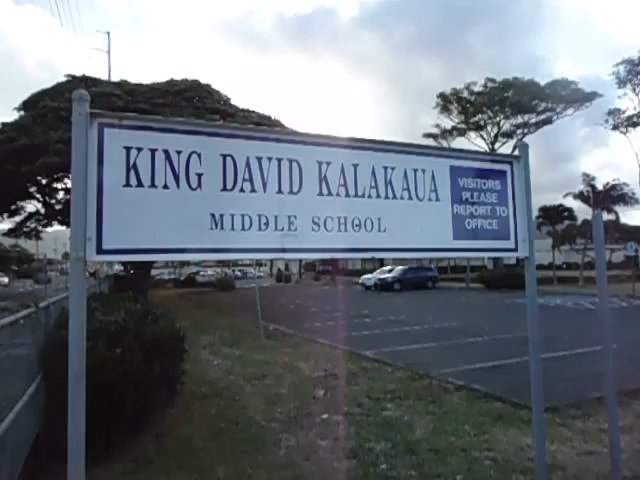 KING DAVID KALAKAUA
MIDDLE SCHOOL
VISITORS
PLEASE
REPORT TO
OFFICE